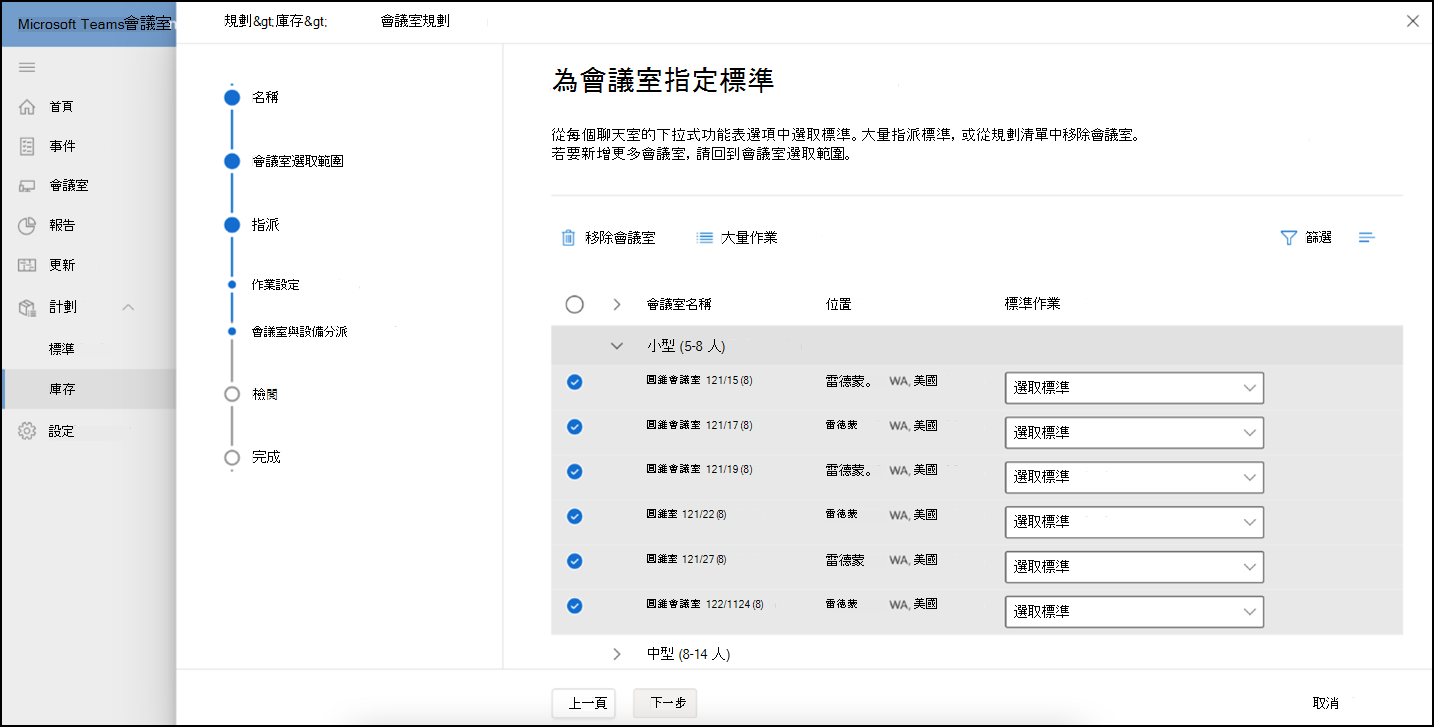 Microsoft Teams會議室
規劃&gt;庫存&gt; 會議室規劃
首頁
事件
會議室
報告
更新
計劃
標準
庫存
設定
名稱
會議室選取範圍
指派
作業設定
會議室與設備分派
檢閱
完成
為會議室指定標準
從每個聊天室的下拉式功能表選項中選取標準。大量指派標準, 或從規劃清單中移除會議室。
若要新增更多會議室, 請回到會議室選取範圍。
移除會議室 大量作業 篩選
會議室名稱 位置 標準作業
小型 (5-8 人)
圓錐會議室 121/15 (8) 雷德蒙。 WA, 美國 選取標準
圓錐會議室 121/17 (8) 雷德蒙 WA, 美國 選取標準
圓錐會議室 121/19 (8) 雷德蒙。 WA, 美國 選取標準
圓錐室 121/22 (8) 雷德蒙 WA, 美國 選取標準
圓錐室 121/27 (8) 雷德蒙 WA, 美國 選取標準
圓錐會議室 122/1124 (8) 雷德蒙 WA, 美國 選取標準
中型 (8-14 人)
上一頁 下一步 取消